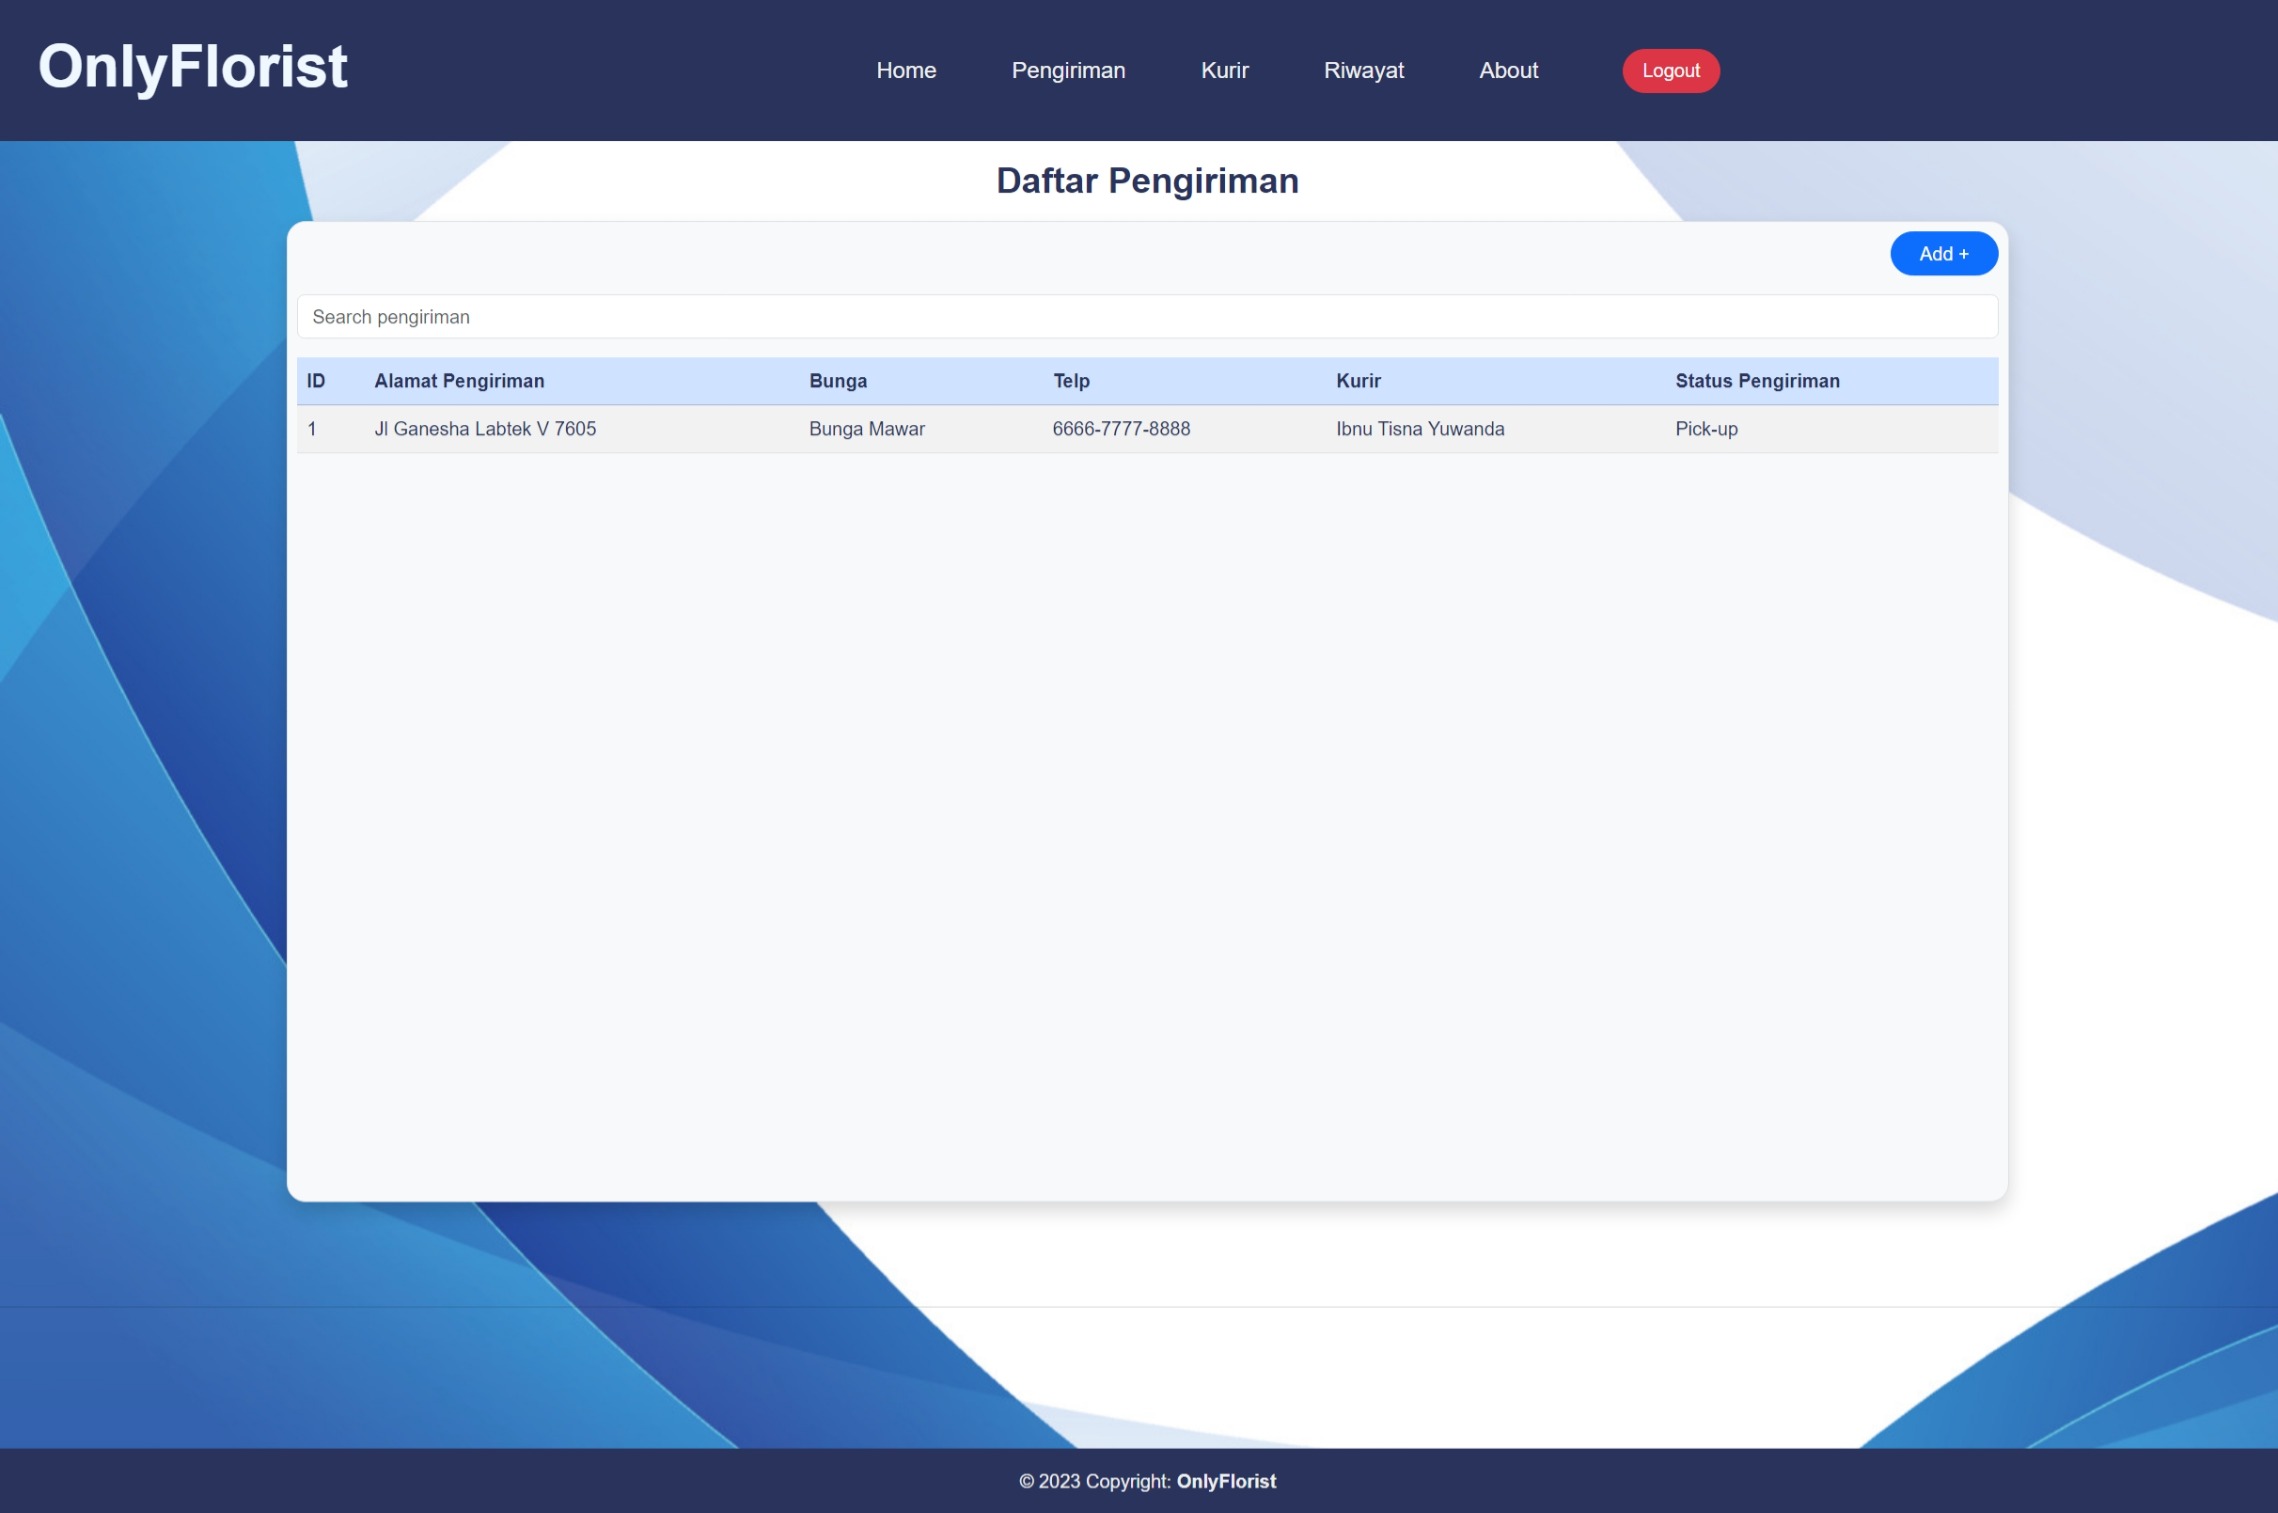 OnlyFlorist Home Pengiriman Kurir Riwayat About Logout
Daftar Pengiriman
Add +
Search pengiriman
ID Alamat Pengiriman Bunga Telp Kurir Status Pengiriman
1 Jl Ganesha Labtek V 7605 Bunga Mawar 6666-7777-8888 Ibnu Tisna Yuwanda Pick-up
© 2023 Copyright: OnlyFlorist